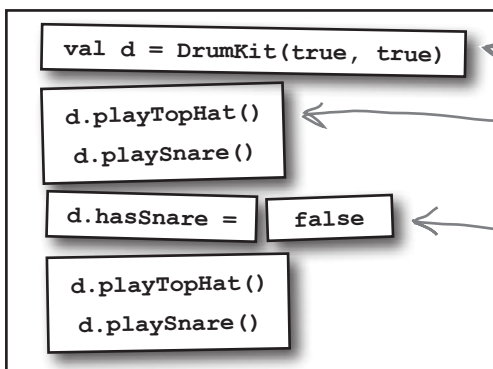 val d = DrumKit(true, true)
d.playTopHat()
d.playSnare()
d.hasSnare = false
d.playTopHat()
d.playSnare()